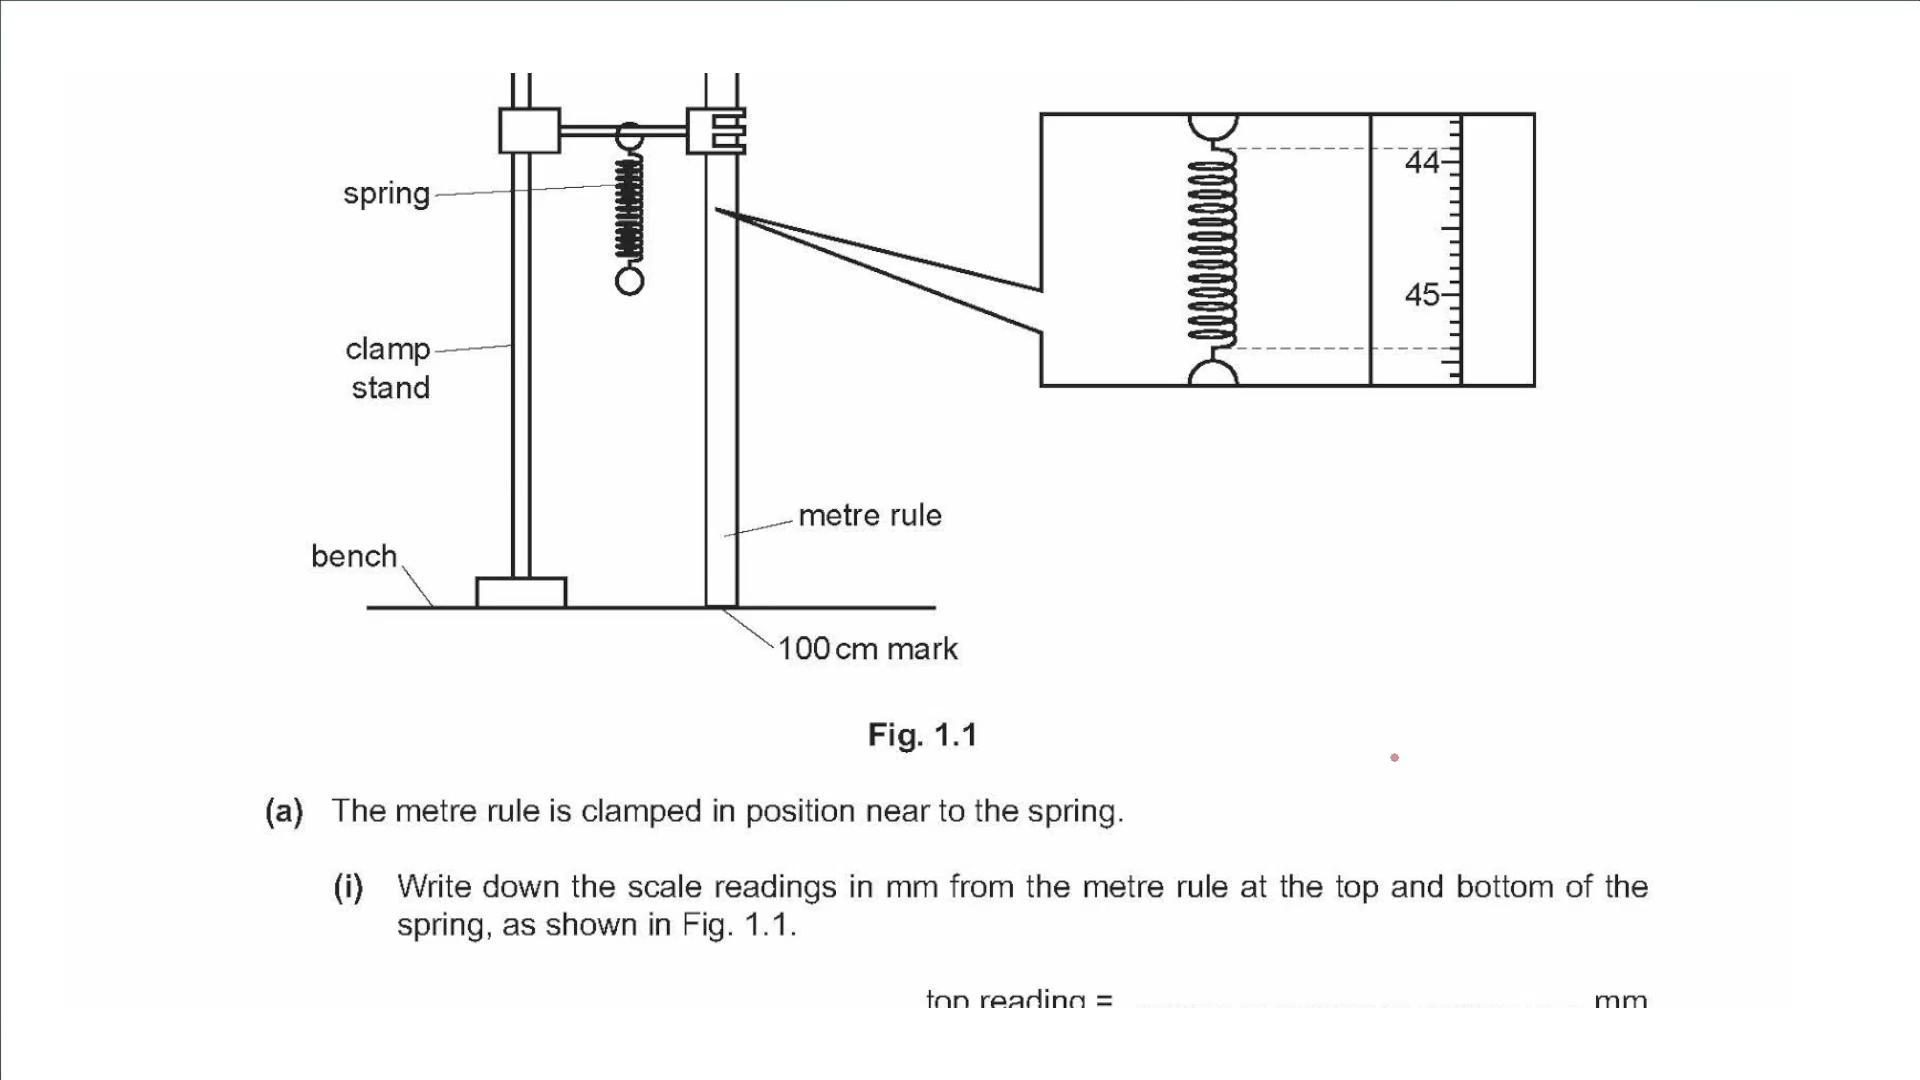 spring
44
45
clamp
stand
metre rule
bench
100 cm mark
Fig. 1.1
(a) The metre rule is clamped in position near to the spring.
(i) Write down the scale readings in mm from the metre rule at the top and bottom of the
spring, as shown in Fig. 1.1.
top reading = mm